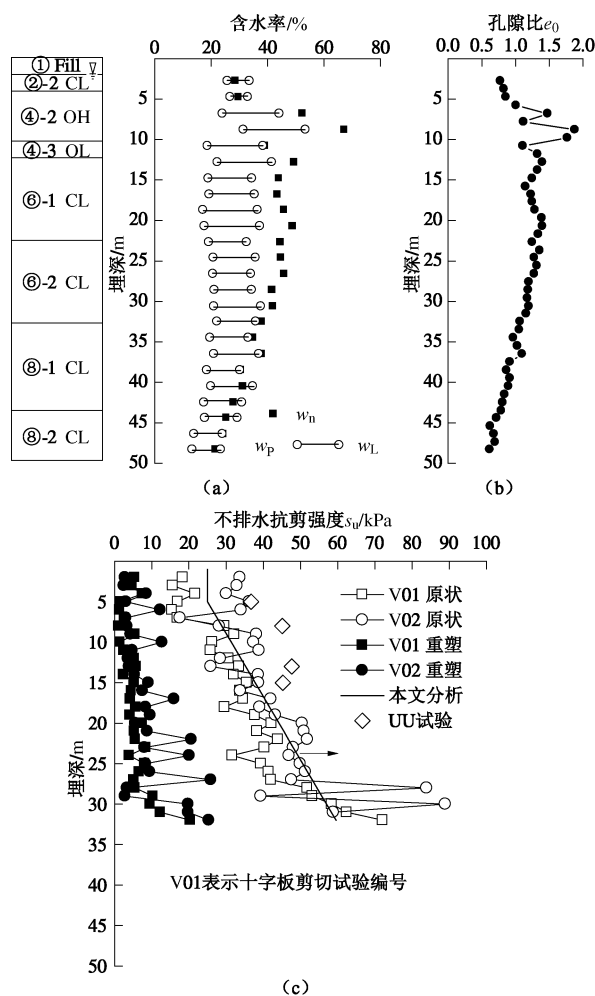 含水率/%
0 20 40 60 80
孔隙比e0
0.0 0.5 1.0 1.5 2.0
① Fill
②-2 CL
④-2 OH
④-3 OL
⑥-1 CL
⑥-2 CL
⑧-1 CL
⑧-2 CL
埋深/m
5
10
15
20
25
30
35
40
45
50
wn
wP wL
(a)
埋深/m
5
10
15
20
25
30
35
40
45
50
(b)
不排水抗剪强度su/kPa
0 10 20 30 40 50 60 70 80 90 100
埋深/m
5
10
15
20
25
30
35
40
45
50
V01 原状
V02 原状
V01 重塑
V02 重塑
本文分析
UU试验
V01表示十字板剪切试验编号
(c)